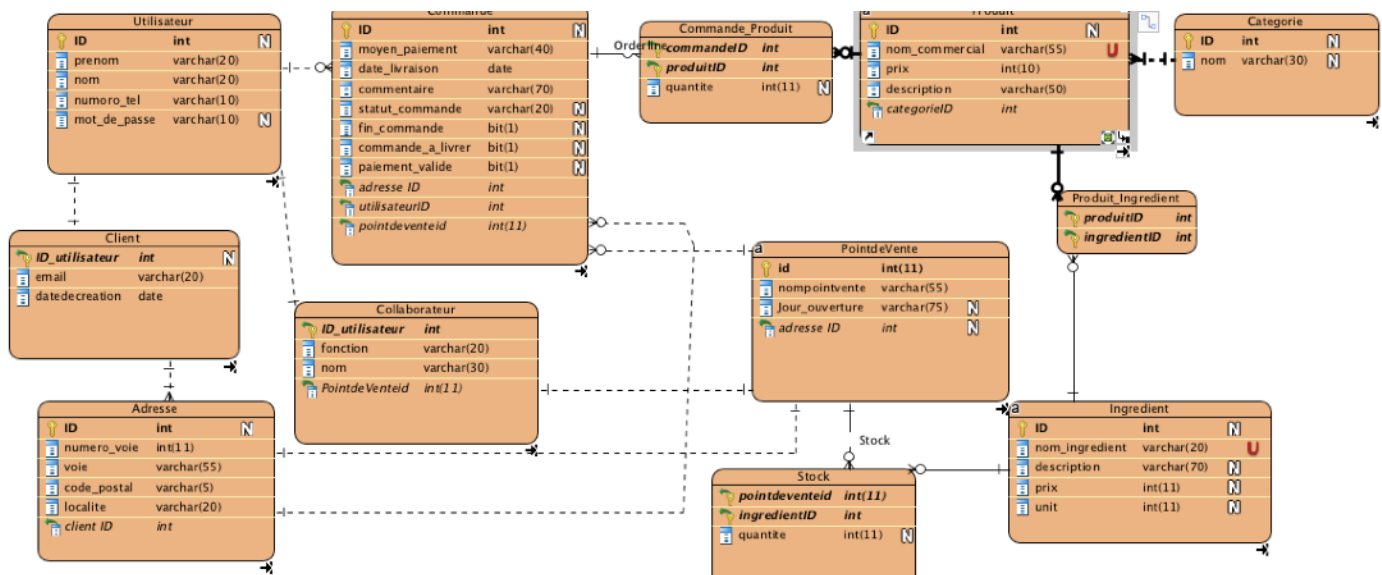 Utilisateur
ID int N
prenom varchar(20)
nom varchar(20)
numoro_tel varchar(10)
mot_de_passe varchar(10) N
Commande
ID int N
moyen_paiement varchar(40)
date_livraison date
commentaire varchar(70)
statut_commande varchar(20) N
fin_commande bit(1) N
commande_a_livrer bit(1) N
paiement_valide bit(1) N
adresse ID int
utilisateurID int
pointdeventeid int(11)
Orderline
Commande_Produit
commandeID int
produitID int
quantite int(11) N
a
Produit
ID int N
nom_commercial varchar(55) U
prix int(10)
description varchar(50)
categorieID int
Categorie
ID int N
nom varchar(30) N
Produit_Ingredient
produitID int
ingredientID int
Client
ID_utilisateur int N
email varchar(20)
datedecreation date
Collaborateur
ID_utilisateur int
fonction varchar(20)
nom varchar(30)
PointdeVenteid int(11)
a
PointdeVente
id int(11)
nompointvente varchar(55)
Jour_ouverture varchar(75) N
adresse ID int N
Adresse
ID int N
numero_voie int(11)
voie varchar(55)
code_postal varchar(5)
localite varchar(20)
client ID int
Stock
Stock
pointdeventeid int(11)
ingredientID int
quantite int(11) N
a
Ingredient
ID int N
nom_ingredient varchar(20) U
description varchar(70) N
prix int(11) N
unit int(11) N